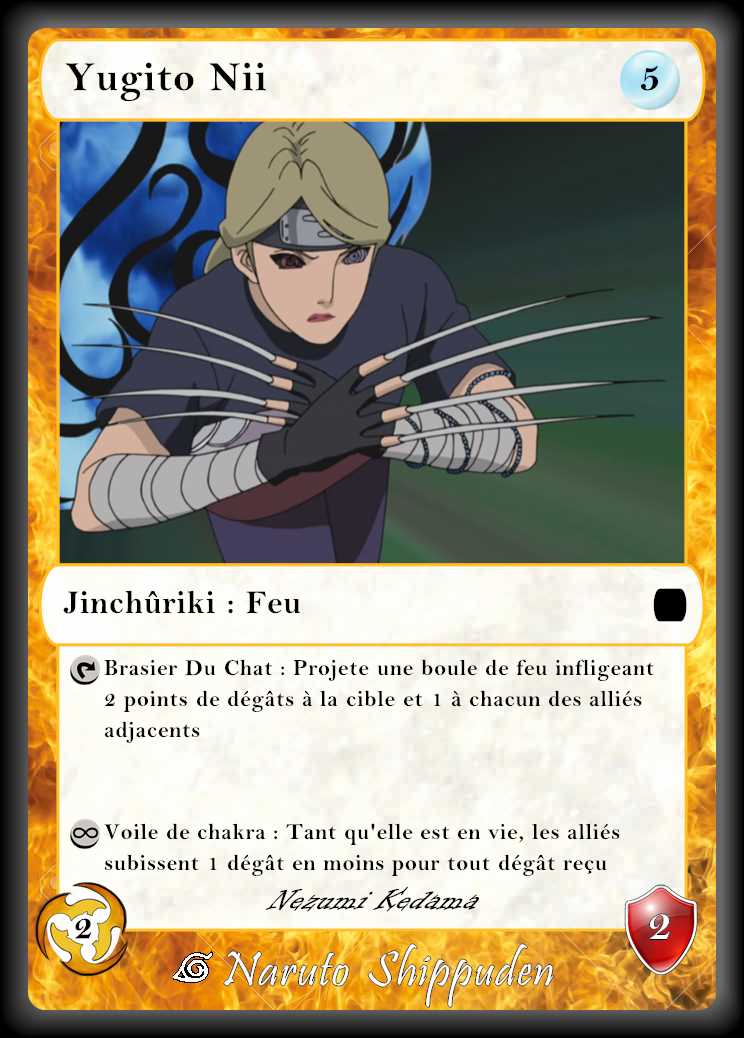 Yugito Nii
5
Jinchûriki : Feu
Brasier Du Chat : Projete une boule de feu infligeant
2 points de dégâts à la cible et 1 à chacun des alliés
adjacents
Voile de chakra : Tant qu'elle est en vie, les alliés
subissent 1 dégât en moins pour tout dégât reçu
Nezumi Kedama
2
2
Naruto Shippuden